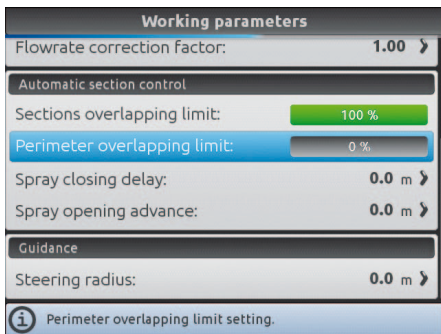 Working parameters
Flowrate correction factor: 1.00
Automatic section control
Sections overlapping limit: 100 %
Perimeter overlapping limit: 0 %
Spray closing delay: 0.0 m
Spray opening advance: 0.0 m
Guidance
Steering radius: 0.0 m
Perimeter overlapping limit setting.